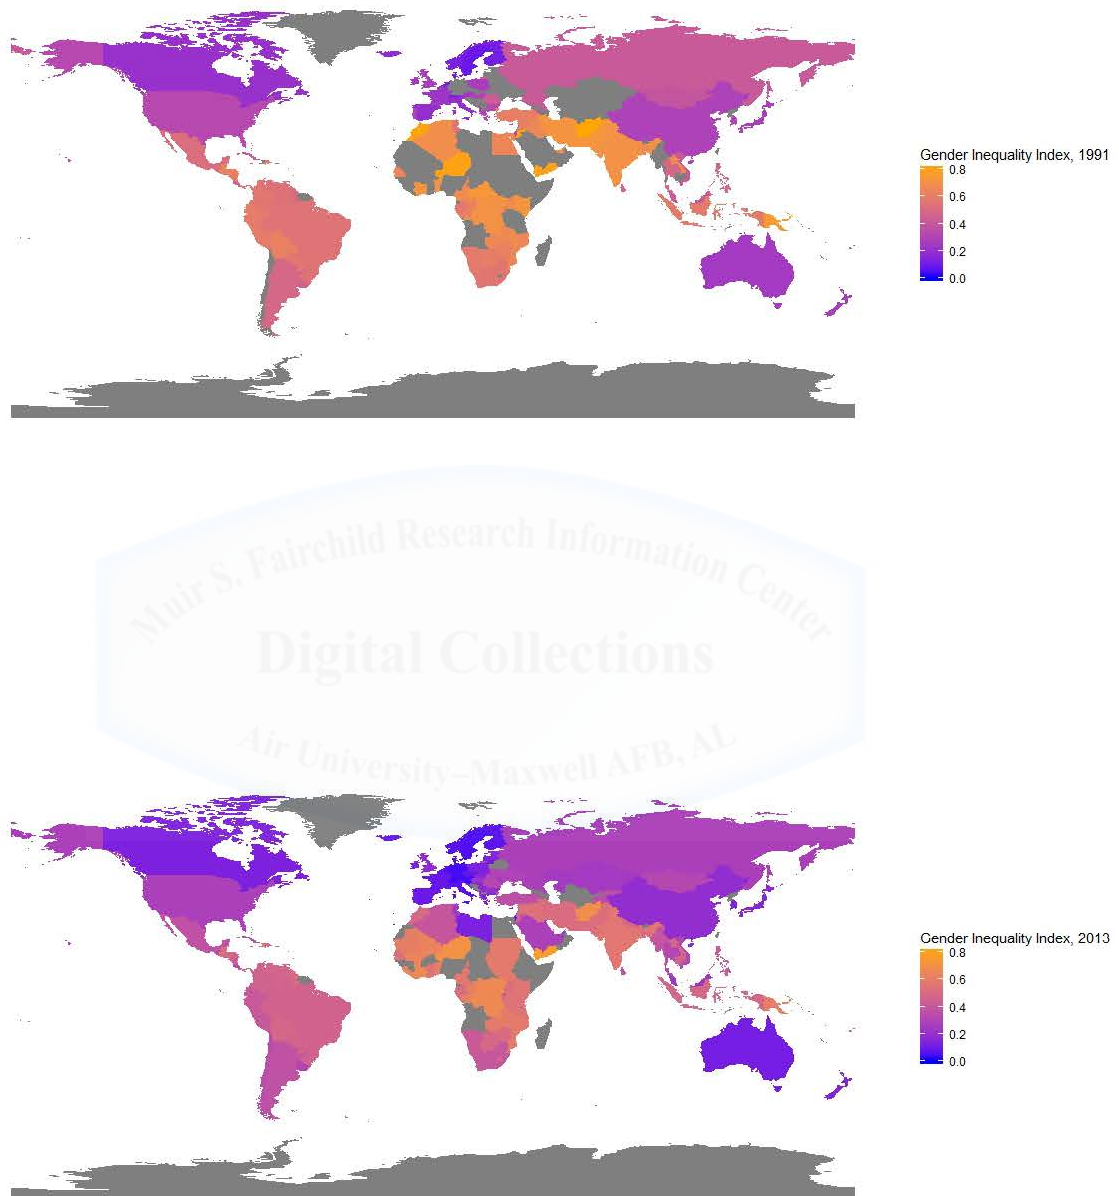 Gender Inequality Index, 1991
0.8
0.6
0.4
0.2
0.0
Muir S. Fairchild Research Information Center
Digital Collections
Air University–Maxwell AFB, AL
Gender Inequality Index, 2013
0.8
0.6
0.4
0.2
0.0